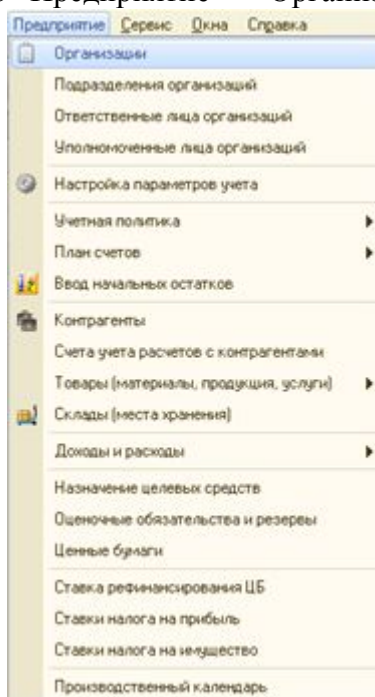 Предприятие Органи
Предприятие Сервис Окна Справка
Организации
Подразделения организаций
Ответственные лица организаций
Уполномоченные лица организаций
Настройка параметров учета
Учетная политика
План счетов
Ввод начальных остатков
Контрагенты
Счета учета расчетов с контрагентами
Товары (материалы, продукция, услуги)
Склады (места хранения)
Доходы и расходы
Назначение целевых средств
Оценочные обязательства и резервы
Ценные бумаги
Ставка рефинансирования ЦБ
Ставки налога на прибыль
Ставки налога на имущество
Производственный календарь